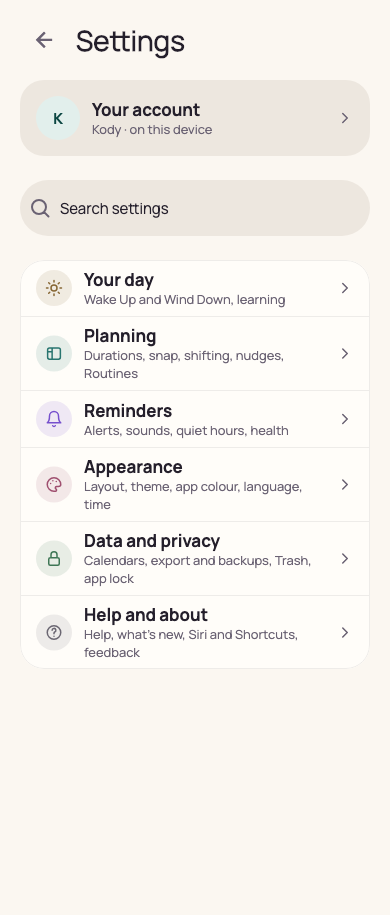 Settings
K
Your account
Kody · on this device
Search settings
Your day
Wake Up and Wind Down, learning
Planning
Durations, snap, shifting, nudges,
Routines
Reminders
Alerts, sounds, quiet hours, health
Appearance
Layout, theme, app colour, language,
time
Data and privacy
Calendars, export and backups, Trash,
app lock
Help and about
Help, what's new, Siri and Shortcuts,
feedback